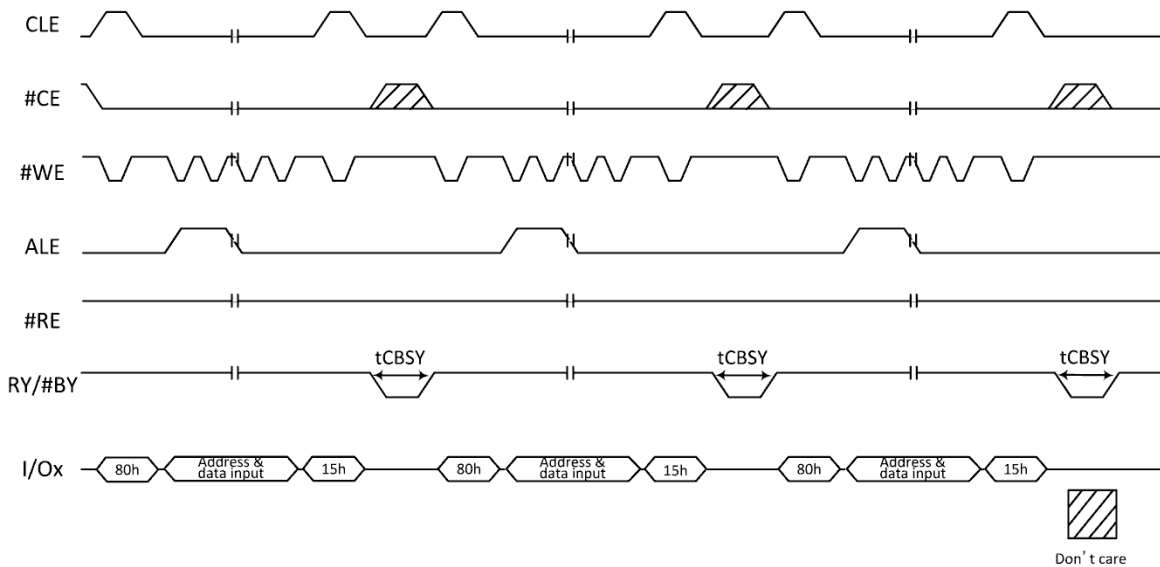 CLE
#CE
#WE
ALE
#RE
tCBSY tCBSY tCBSY
RY/#BY
I/Ox 80h Address & data input 15h 80h Address & data input 15h 80h Address & data input 15h
Don't care